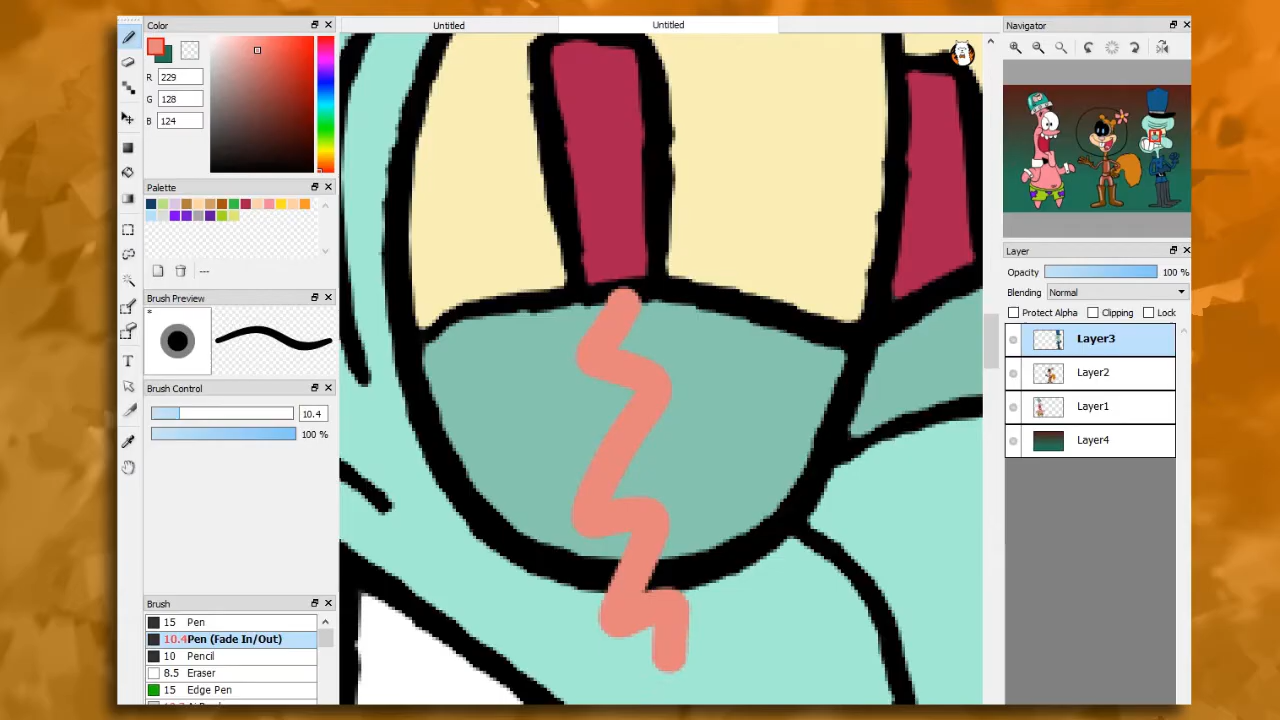 Color
Untitled
Untitled
Navigator
R 229
G 128
B 124
Palette
---
Brush Preview
*
Brush Control
10.4
100 %
Brush
15 Pen
10.4 Pen (Fade In/Out)
10 Pencil
8.5 Eraser
15 Edge Pen
Layer
Opacity 100 %
Blending Normal
Protect Alpha Clipping Lock
Layer3
Layer2
Layer1
Layer4
T